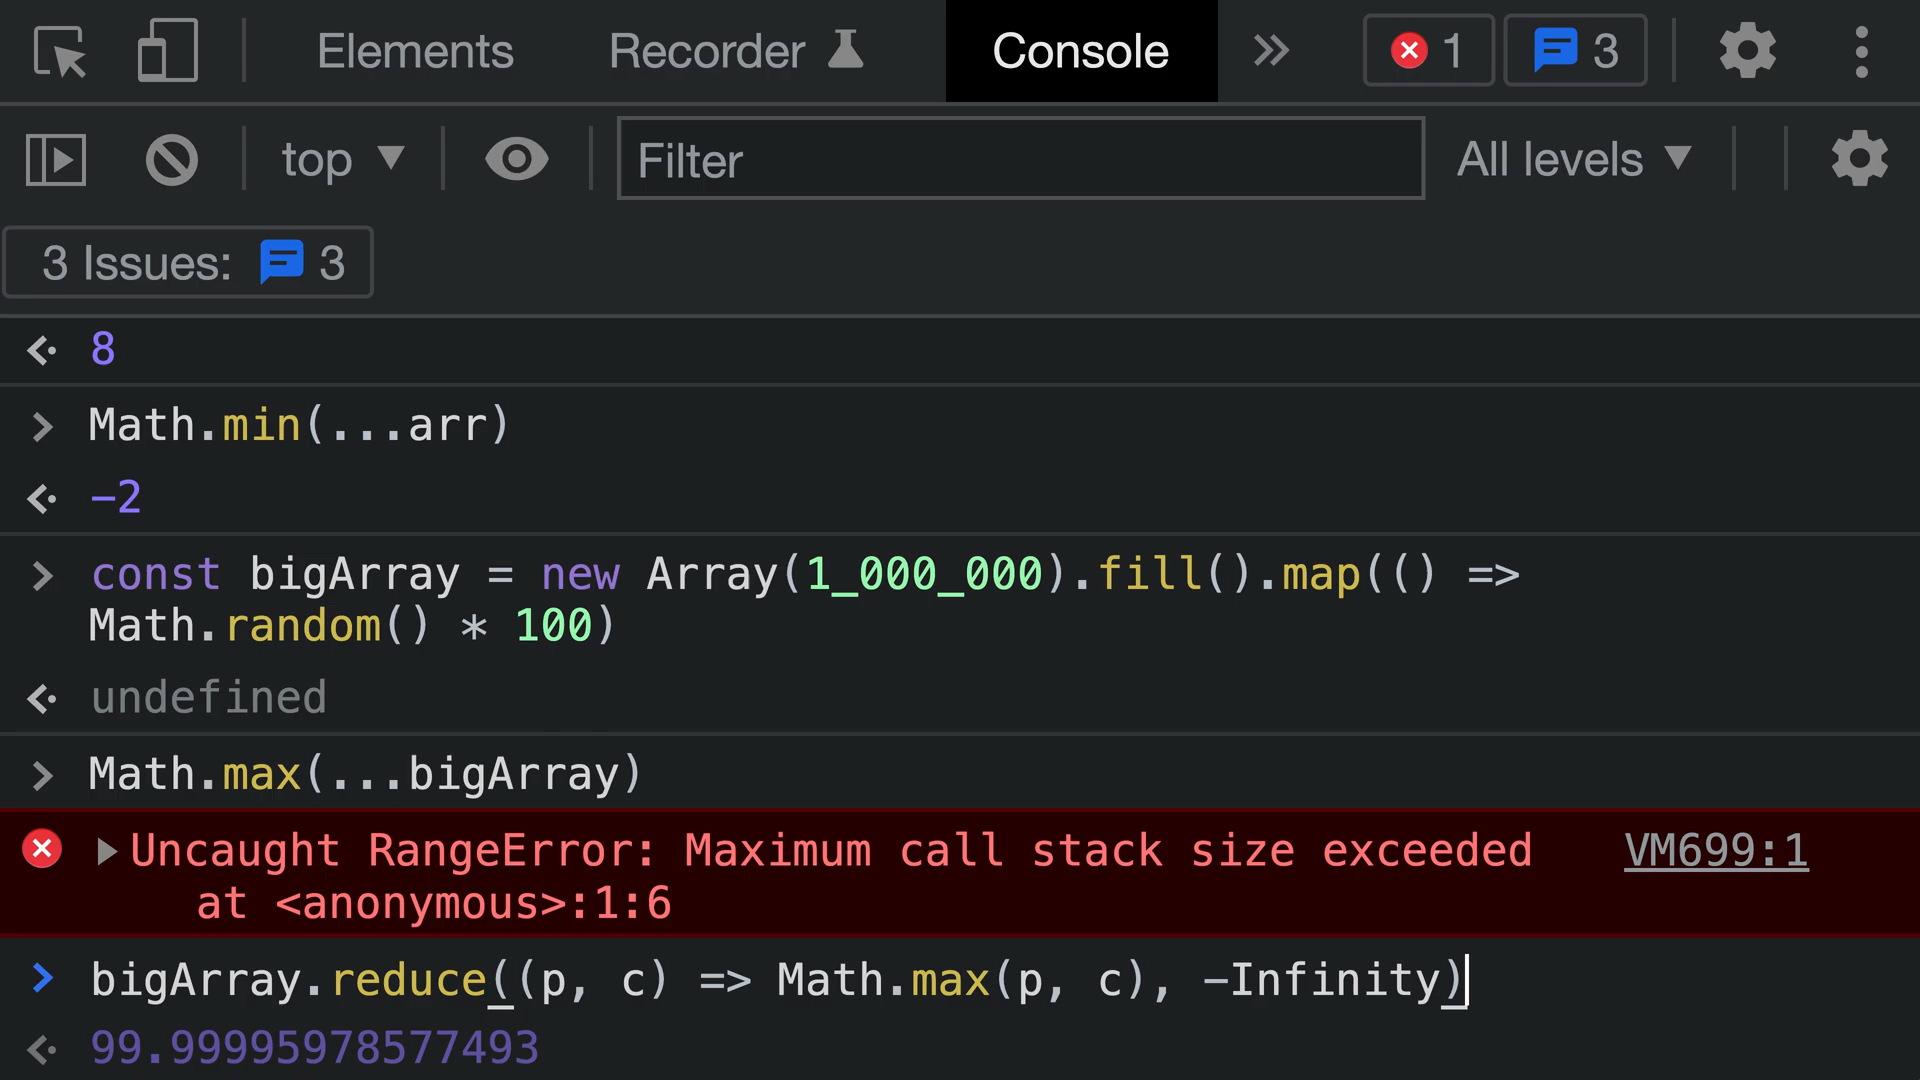 Elements Recorder Console 1 3
top Filter All levels
3 Issues: 3
8
Math.min(...arr)
-2
const bigArray = new Array(1_000_000).fill().map(() =>
Math.random() * 100)
undefined
Math.max(...bigArray)
Uncaught RangeError: Maximum call stack size exceeded VM699:1
at <anonymous>:1:6
bigArray.reduce((p, c) => Math.max(p, c), -Infinity)
99.99995978577493